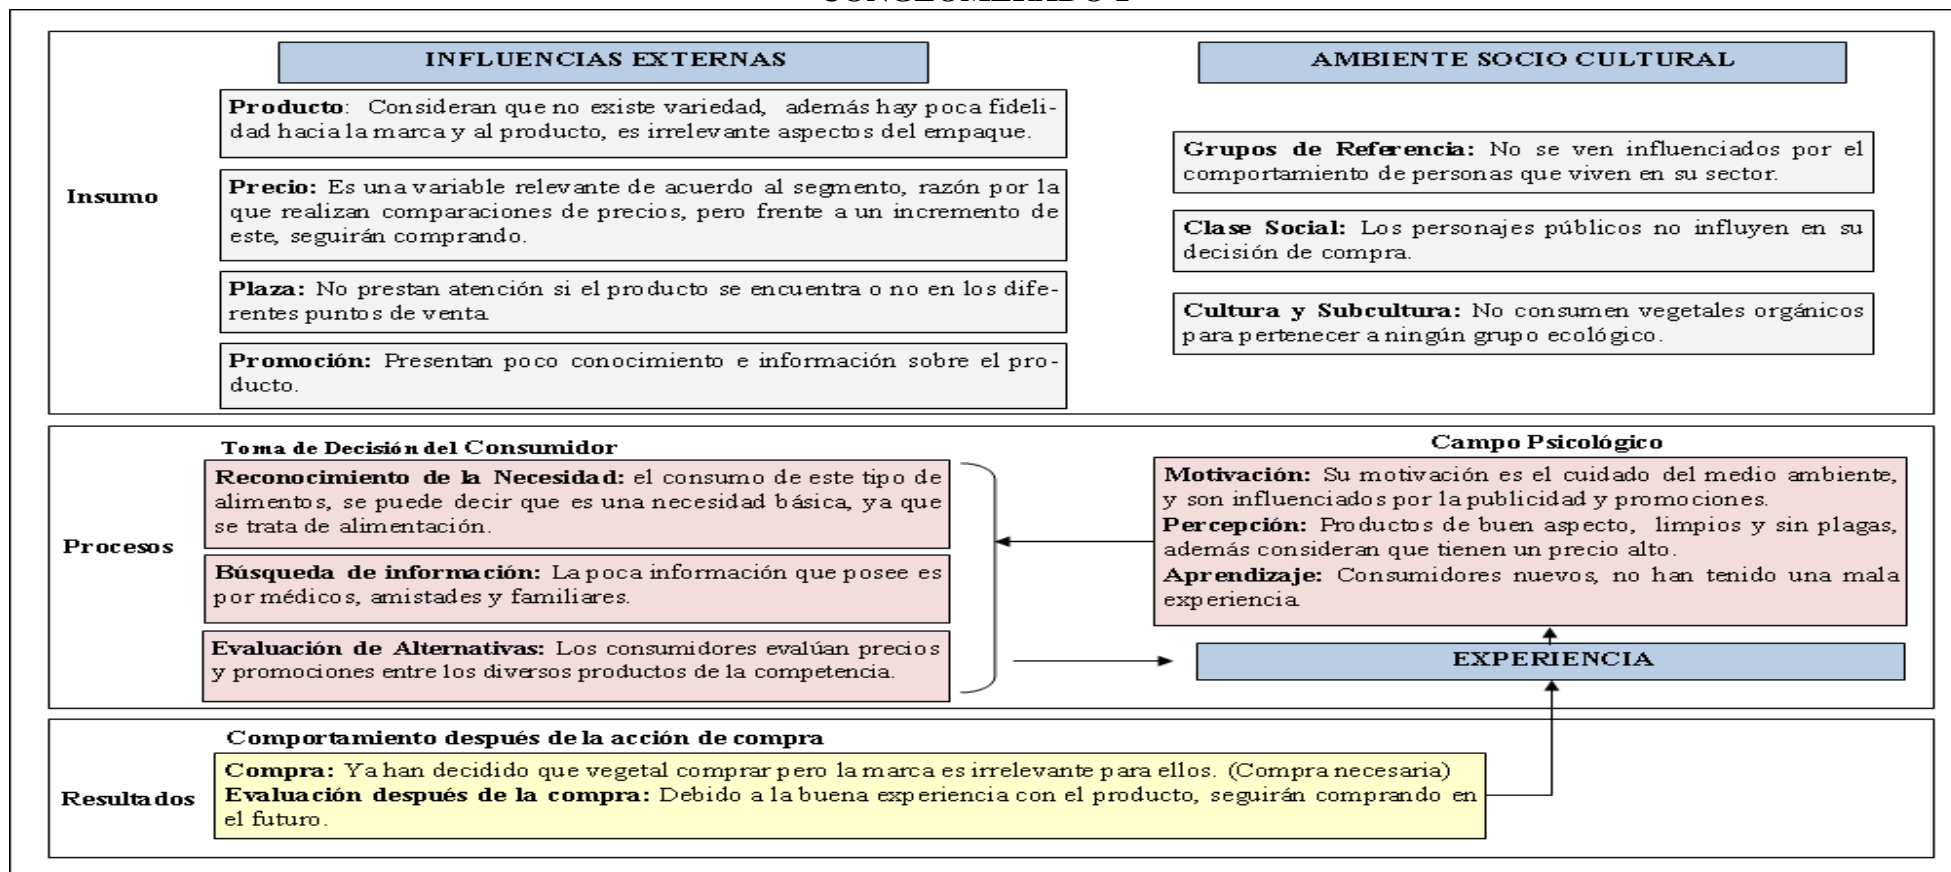 INFLUENCIAS EXTERNAS
AMBIENTE SOCIO CULTURAL
Insumo
Producto:  Consideran que no existe variedad,  además hay poca fideli-
dad hacia la marca y al producto, es irrelevante aspectos del empaque.
Precio: Es una variable relevante de acuerdo al segmento, razón por la
que realizan comparaciones de precios, pero frente a un incremento de
este, seguirán comprando.
Plaza: No prestan atención si el producto se encuentra o no en los dife-
rentes puntos de venta
Promoción: Presentan poco conocimiento e información sobre el pro-
ducto.
Grupos de Referencia: No se ven influenciados por el
comportamiento de personas que viven en su sector.
Clase Social: Los personajes públicos no influyen en su
decisión de compra.
Cultura y Subcultura: No consumen vegetales orgánicos
para pertenecer a ningún grupo ecológico.
Procesos
Toma de Decisión del Consumidor
Reconocimiento de la Necesidad: el consumo de este tipo de
alimentos, se puede decir que es una necesidad básica, ya que
se trata de alimentación.
Búsqueda de información: La poca información que posee es
por médicos, amistades y familiares.
Evaluación de Alternativas: Los consumidores evalúan precios
y promociones entre los diversos productos de la competencia.
Campo Psicológico
Motivación: Su motivación es el cuidado del medio ambiente,
y son influenciados por la publicidad y promociones.
Percepción: Productos de buen aspecto,  limpios y sin plagas,
además consideran que tienen un precio alto.
Aprendizaje: Consumidores nuevos, no han tenido una mala
experiencia
EXPERIENCIA
Resultados
Comportamiento después de la acción de compra
Compra: Ya han decidido que vegetal comprar pero la marca es irrelevante para ellos. (Compra necesaria)
Evaluación después de la compra: Debido a la buena experiencia con el producto, seguirán comprando en
el futuro.